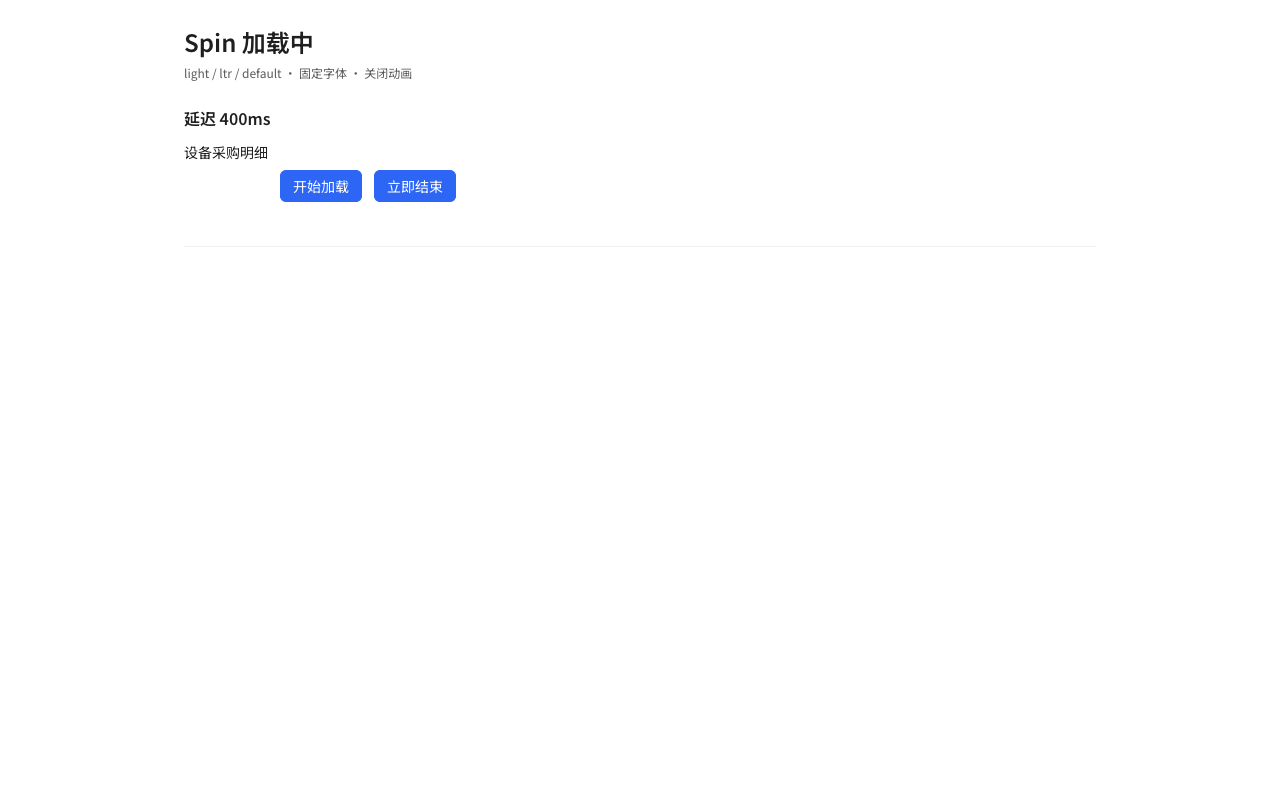 Spin 加载中
light / ltr / default · 固定字体 · 关闭动画
延迟 400ms
设备采购明细
开始加载 立即结束